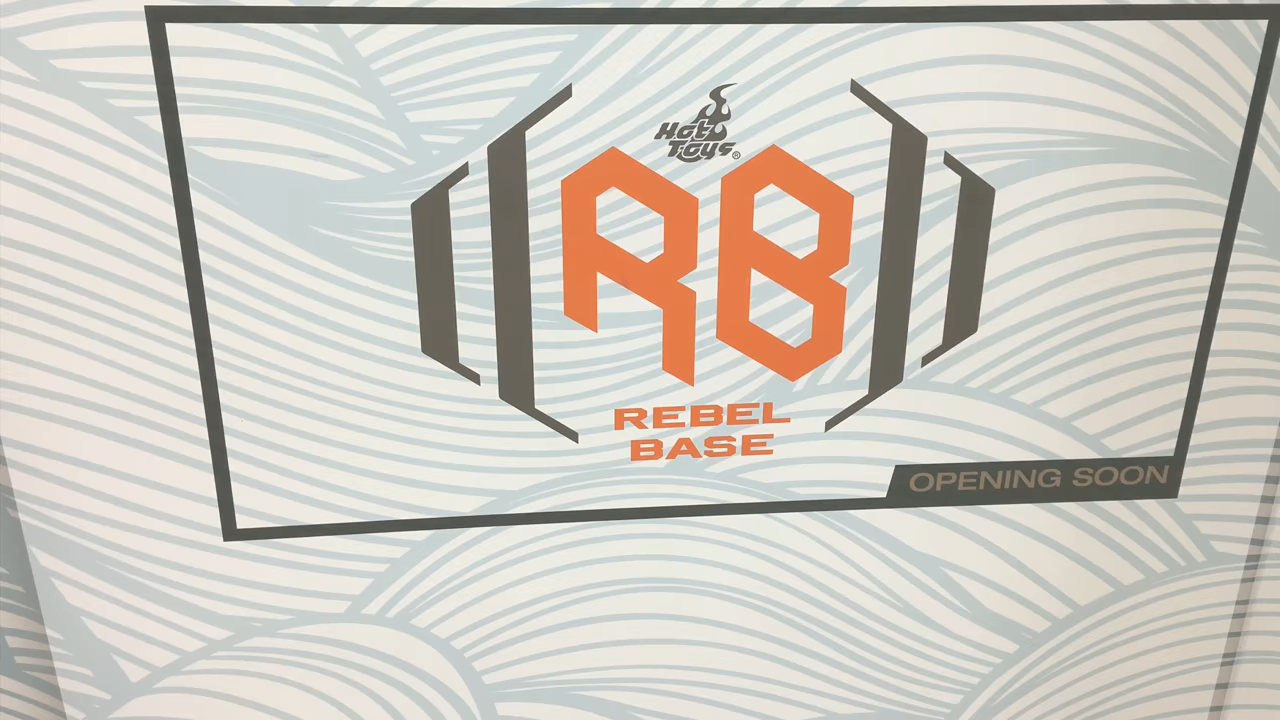 Hot
Toys®
RB
REBEL
BASE
OPENING SOON